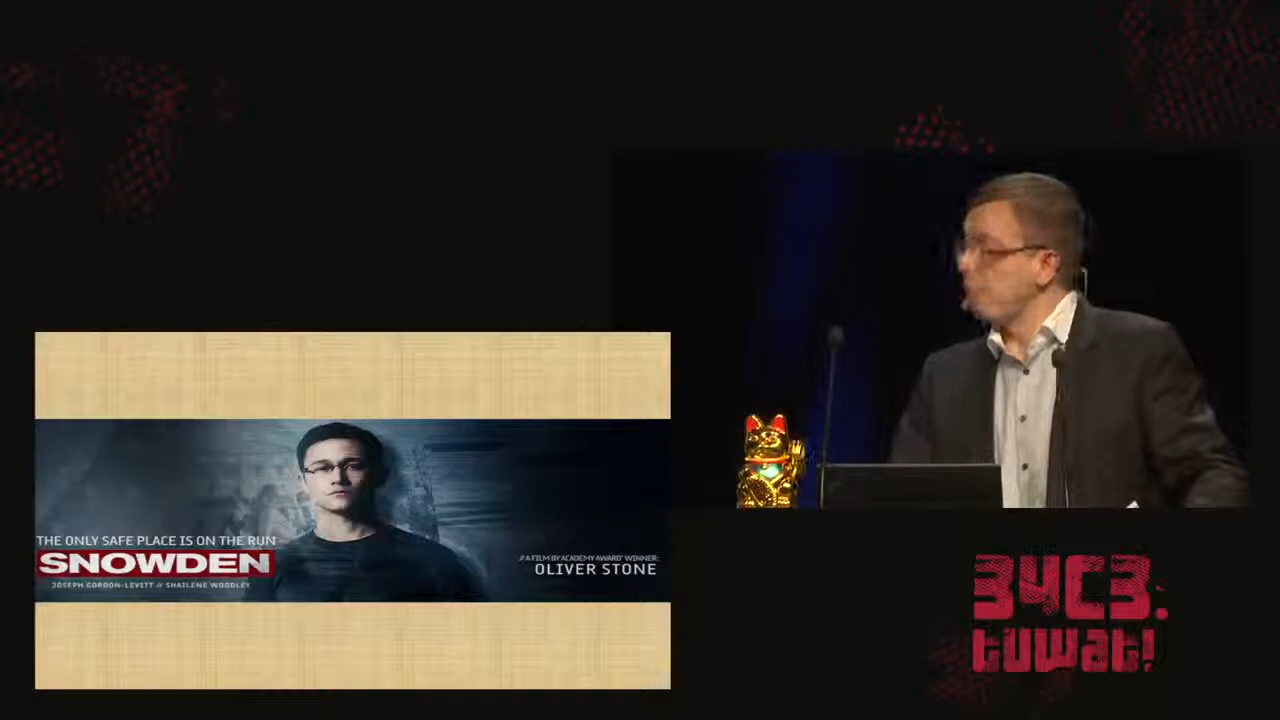 THE ONLY SAFE PLACE IS ON THE RUN
SNOWDEN
JOSEPH GORDON-LEVITT // SHAILENE WOODLEY
// A FILM BY ACADEMY AWARD® WINNER:
OLIVER STONE
34C3.
tuwat!